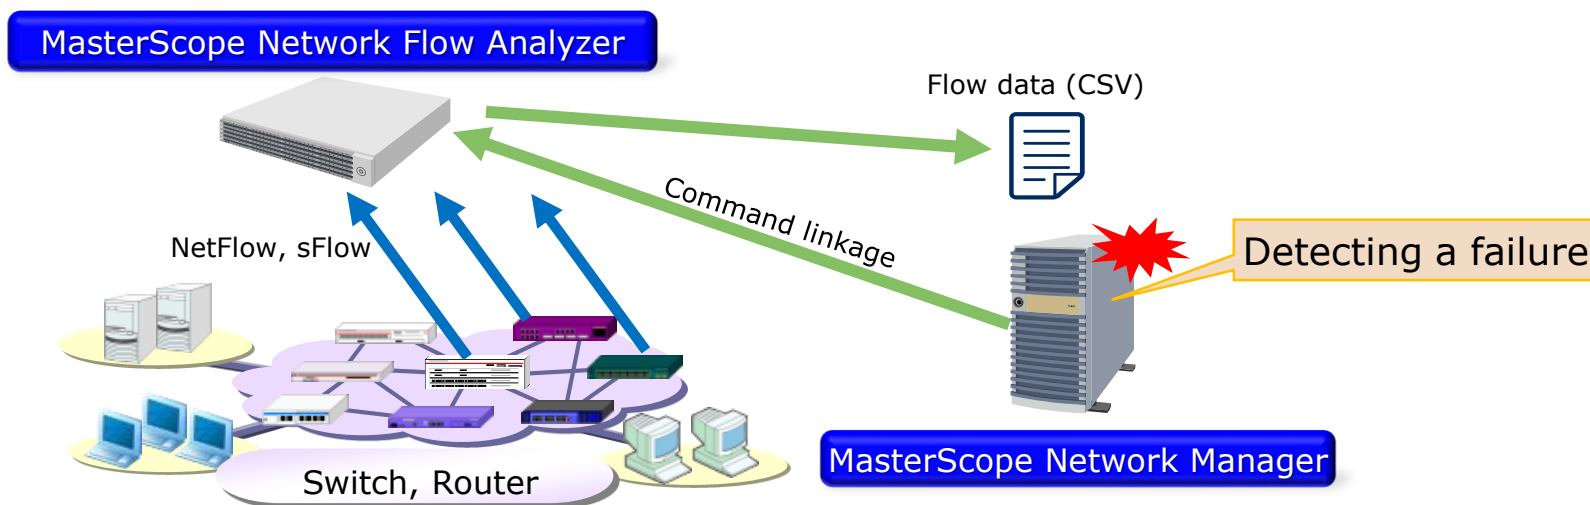 MasterScope Network Flow Analyzer
Flow data (CSV)
Command linkage
NetFlow, sFlow
Detecting a failure
MasterScope Network Manager
Switch, Router